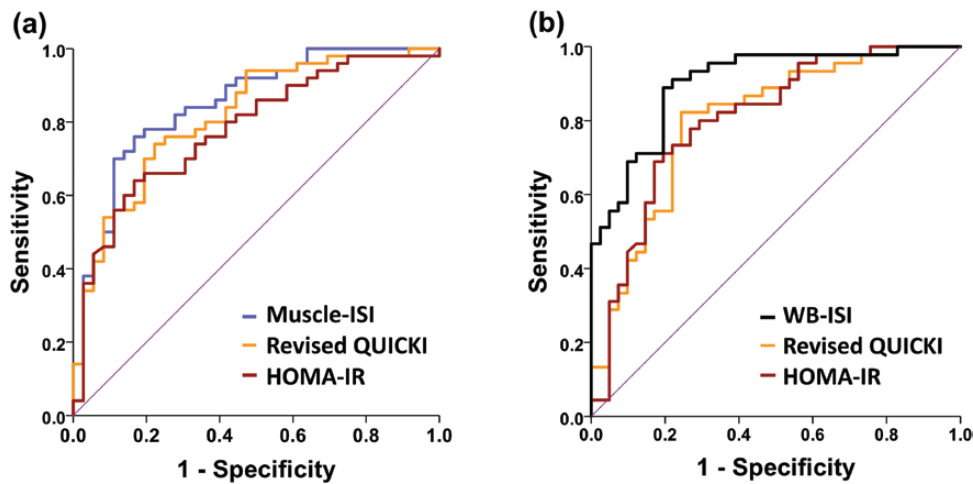 (a)
1.0
0.8
0.6
0.4
0.2
0.0
Sensitivity
Muscle-ISI
Revised QUICKI
HOMA-IR
0.0 0.2 0.4 0.6 0.8 1.0
1 - Specificity
(b)
1.0
0.8
0.6
0.4
0.2
0.0
Sensitivity
WB-ISI
Revised QUICKI
HOMA-IR
0.0 0.2 0.4 0.6 0.8 1.0
1 - Specificity